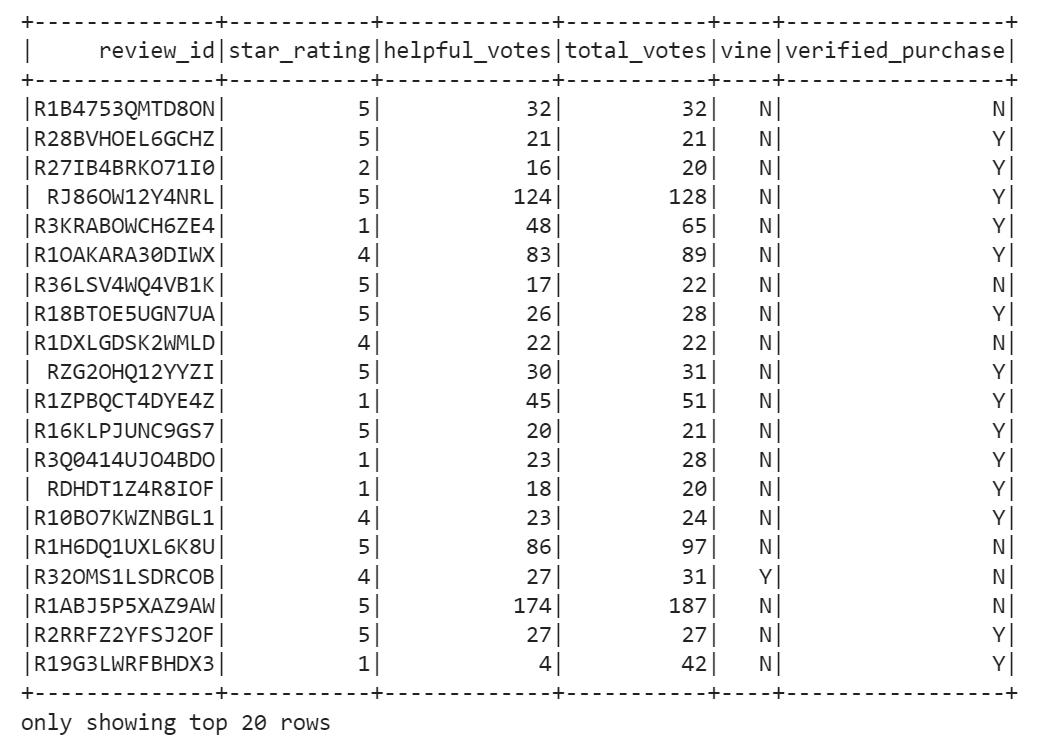 +--------------+-----------+-------------+-----------+----+-----------------+
|     review_id|star_rating|helpful_votes|total_votes|vine|verified_purchase|
+--------------+-----------+-------------+-----------+----+-----------------+
|R1B4753QMTD8ON|          5|           32|         32|   N|                N|
|R28BVHOEL6GCHZ|          5|           21|         21|   N|                Y|
|R27IB4BRKO71I0|          2|           16|         20|   N|                Y|
| RJ86OW12Y4NRL|          5|          124|        128|   N|                Y|
|R3KRABOWCH6ZE4|          1|           48|         65|   N|                Y|
|R1OAKARA30DIWX|          4|           83|         89|   N|                Y|
|R36LSV4WQ4VB1K|          5|           17|         22|   N|                N|
|R18BTOE5UGN7UA|          5|           26|         28|   N|                Y|
|R1DXLGDSK2WMLD|          4|           22|         22|   N|                N|
| RZG2OHQ12YYZI|          5|           30|         31|   N|                Y|
|R1ZPBQCT4DYE4Z|          1|           45|         51|   N|                Y|
|R16KLPJUNC9GS7|          5|           20|         21|   N|                Y|
|R3Q0414UJO4BDO|          1|           23|         28|   N|                Y|
| RDHDT1Z4R8IOF|          1|           18|         20|   N|                Y|
|R10BO7KWZNBGL1|          4|           23|         24|   N|                Y|
|R1H6DQ1UXL6K8U|          5|           86|         97|   N|                N|
|R32OMS1LSDRCOB|          4|           27|         31|   Y|                N|
|R1ABJ5P5XAZ9AW|          5|          174|        187|   N|                N|
|R2RRFZ2YFSJ2OF|          5|           27|         27|   N|                Y|
|R19G3LWRFBHDX3|          1|            4|         42|   N|                Y|
+--------------+-----------+-------------+-----------+----+-----------------+
only showing top 20 rows